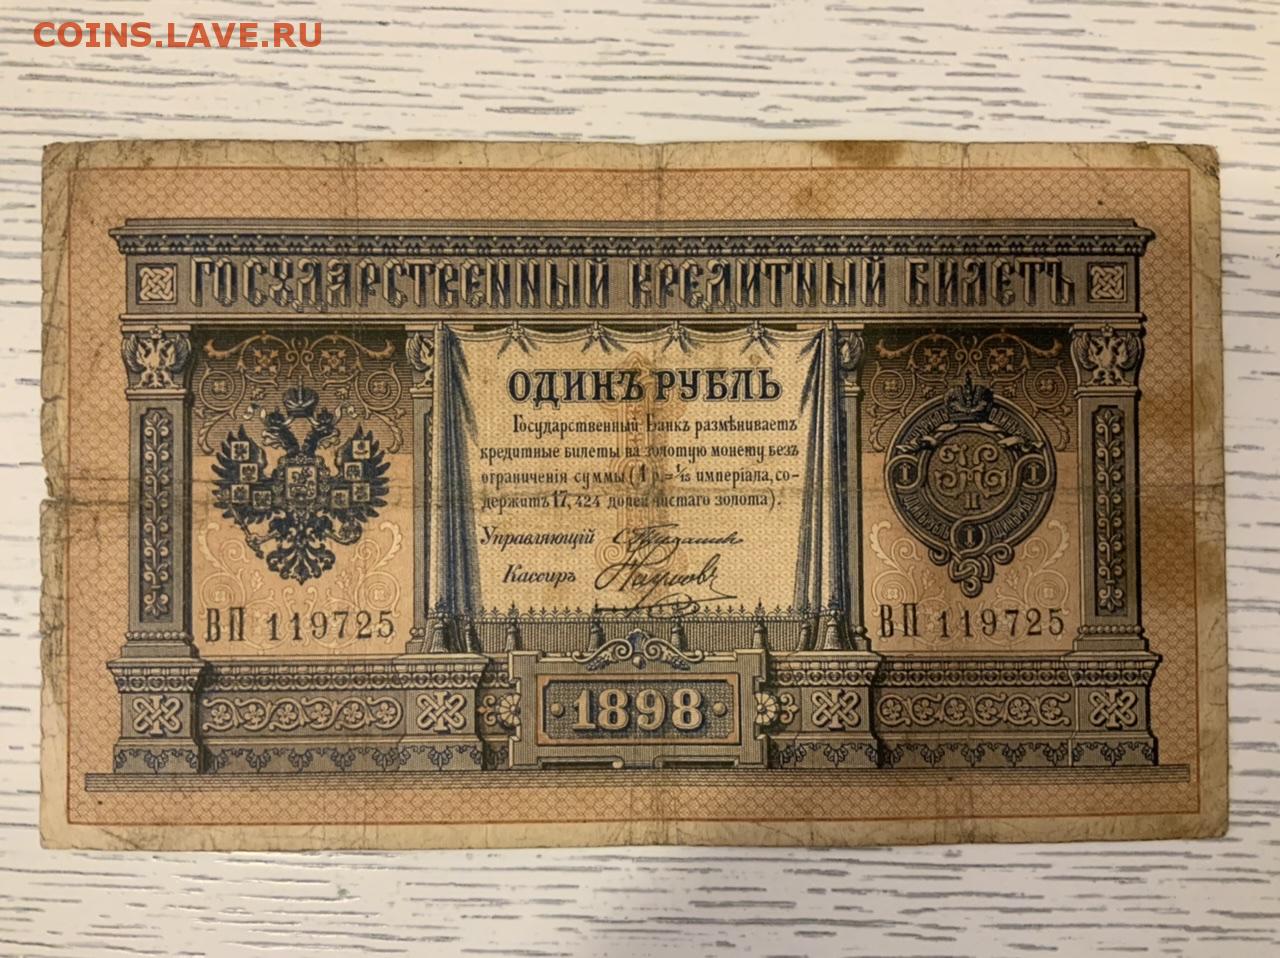 COINS.LAVE.RU
ГОСУДАРСТВЕННЫЙ КРЕДИТНЫЙ БИЛЕТЪ
ОДИНЪ РУБЛЬ
Государственный Банкъ размѣниваетъ
кредитные билеты на золотую монету безъ
ограниченія суммы (1 р.= 1/15 имперіала, со-
держитъ 17,424 долей чистаго золота).
Управляющій
Кассиръ Наумовъ
ВП 119725
ВП 119725
1898